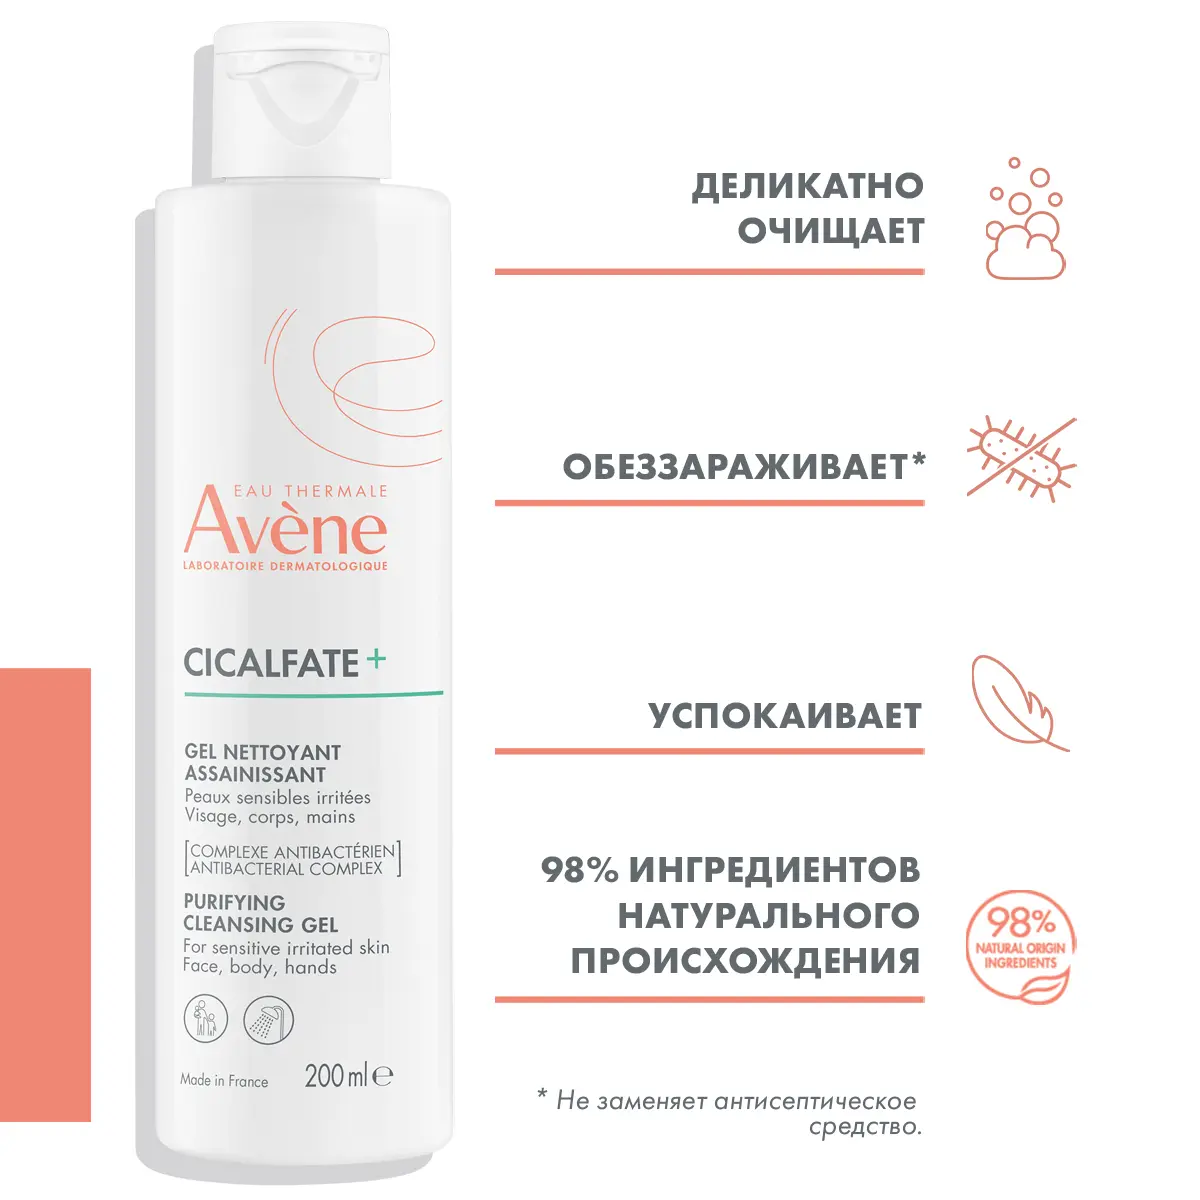 EAU THERMALE
Avène
LABORATOIRE DERMATOLOGIQUE
CICALFATE+
GEL NETTOYANT
ASSAINISSANT
Peaux sensibles irritées
Visage, corps, mains
[COMPLEXE ANTIBACTÉRIEN]
[ANTIBACTERIAL COMPLEX]
PURIFYING
CLEANSING GEL
For sensitive irritated skin
Face, body, hands
Made in France
200 ml e
ДЕЛИКАТНО
ОЧИЩАЕТ
ОБЕЗЗАРАЖИВАЕТ*
УСПОКАИВАЕТ
98% ИНГРЕДИЕНТОВ
НАТУРАЛЬНОГО
ПРОИСХОЖДЕНИЯ
98%
NATURAL ORIGIN
INGREDIENTS
* Не заменяет антисептическое
средство.